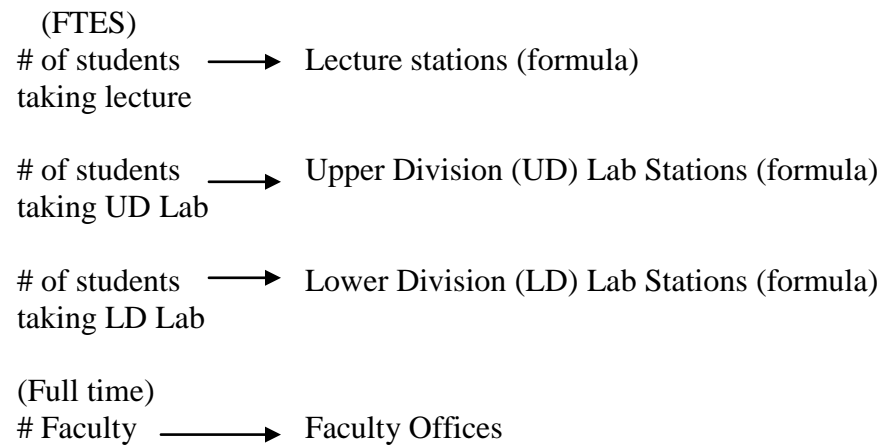 (FTES)
# of students Lecture stations (formula)
taking lecture
# of students Upper Division (UD) Lab Stations (formula)
taking UD Lab
# of students Lower Division (LD) Lab Stations (formula)
taking LD Lab
(Full time)
# Faculty Faculty Offices